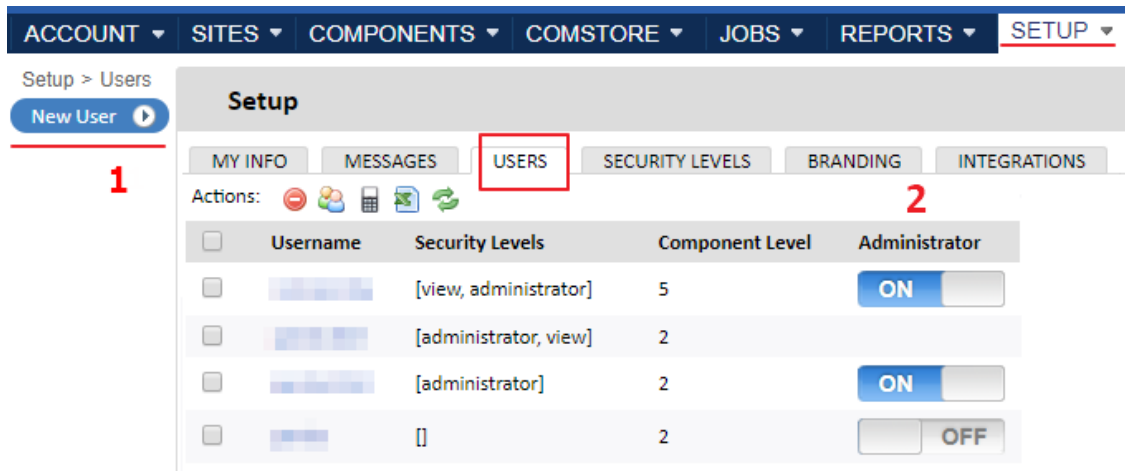 ACCOUNT SITES COMPONENTS COMSTORE JOBS REPORTS SETUP
Setup > Users
New User
Setup
1
MY INFO MESSAGES USERS SECURITY LEVELS BRANDING INTEGRATIONS
Actions:
2
Username Security Levels Component Level Administrator
[view, administrator] 5 ON
[administrator, view] 2
[administrator] 2 ON
[] 2 OFF